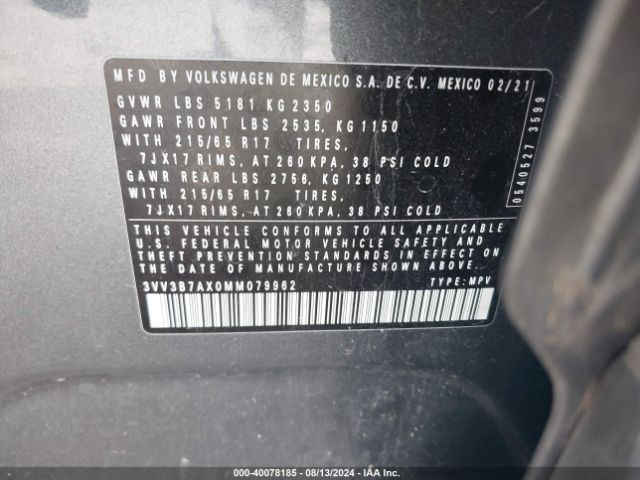 MFD BY VOLKSWAGEN DE MEXICO S.A. DE C.V. MEXICO 02/21
GVWR LBS 5181 KG 2350
GAWR FRONT LBS 2535, KG 1150
WITH 215/65 R17 TIRES,
7JX17 RIMS, AT 260 KPA, 38 PSI COLD
GAWR REAR LBS 2756, KG 1250
WITH 215/65 R17 TIRES,
7JX17 RIMS, AT 260 KPA, 38 PSI COLD
THIS VEHICLE CONFORMS TO ALL APPLICABLE
U.S. FEDERAL MOTOR VEHICLE SAFETY AND
THEFT PREVENTION STANDARDS IN EFFECT ON
THE DATE OF MANUFACTURE SHOWN ABOVE.
3VV3B7AX0MM079962 TYPE: MPV
0540527 3599
000-40078185 - 08/13/2024 - IAAI.com